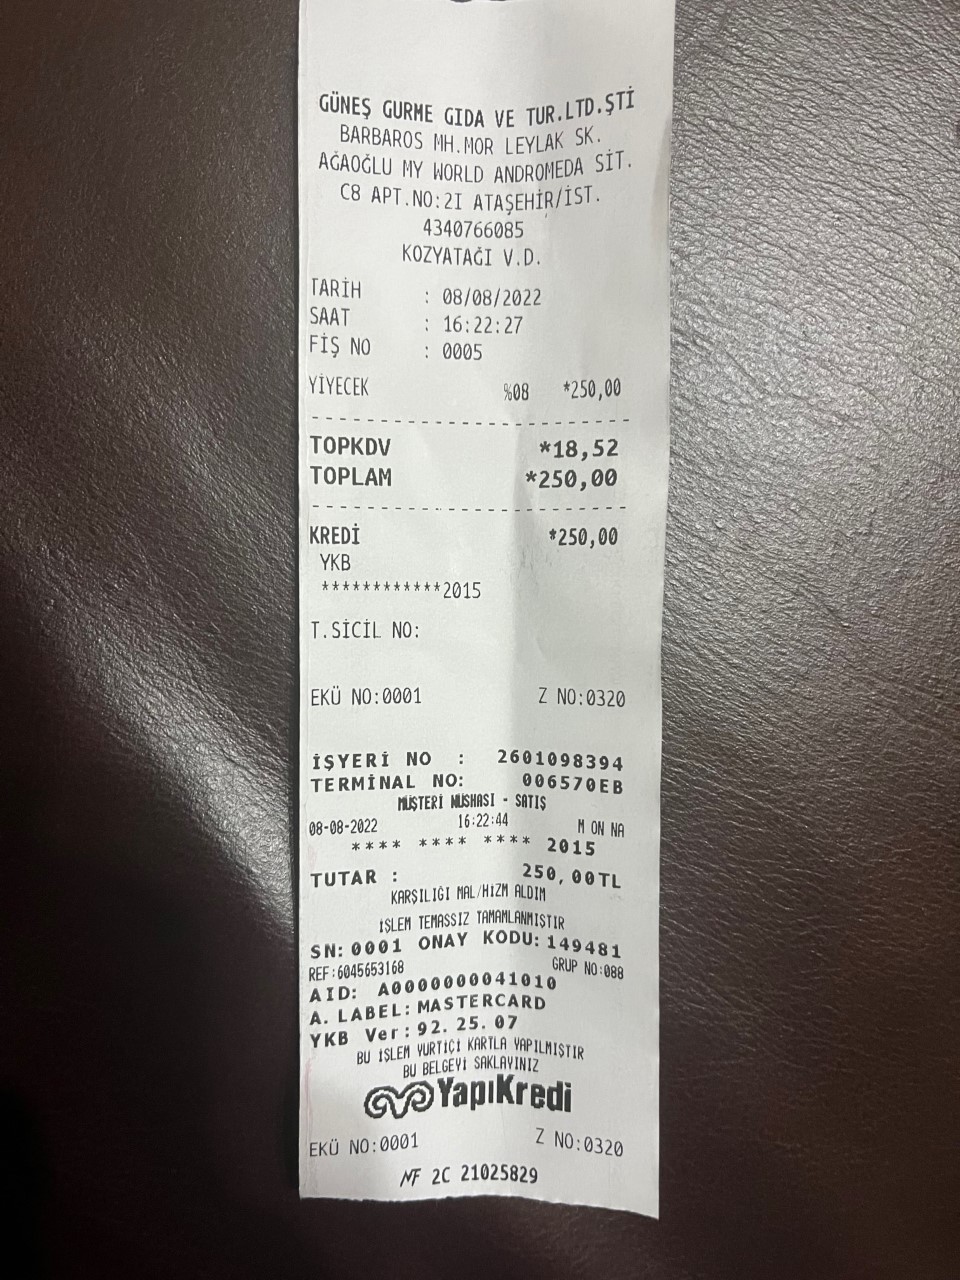 GÜNEŞ GURME GIDA VE TUR.LTD.ŞTİ
BARBAROS MH.MOR LEYLAK SK.
AĞAOĞLU MY WORLD ANDROMEDA SİT.
C8 APT.NO:2I ATAŞEHİR/İST.
4340766085
KOZYATAĞI V.D.
TARİH : 08/08/2022
SAAT : 16:22:27
FİŞ NO : 0005
YİYECEK %08 *250,00
TOPKDV *18,52
TOPLAM *250,00
KREDİ *250,00
YKB
************2015
T.SİCİL NO:
EKÜ NO:0001 Z NO:0320
İŞYERİ NO : 2601098394
TERMİNAL NO: 006570EB
MÜŞTERİ NÜSHASI - SATIŞ
08-08-2022 16:22:44 M ON NA
**** **** **** 2015
TUTAR : 250,00TL
KARŞILIĞI MAL/HİZM ALDIM
İŞLEM TEMASSIZ TAMAMLANMIŞTIR
SN: 0001 ONAY KODU: 149481
REF:6045653168 GRUP NO:088
AID: A0000000041010
A. LABEL: MASTERCARD
YKB Ver: 92.25.07
BU İŞLEM YURTİÇİ KARTLA YAPILMIŞTIR
BU BELGEYİ SAKLAYINIZ
YapıKredi
EKÜ NO:0001 Z NO:0320
MF 2C 21025829